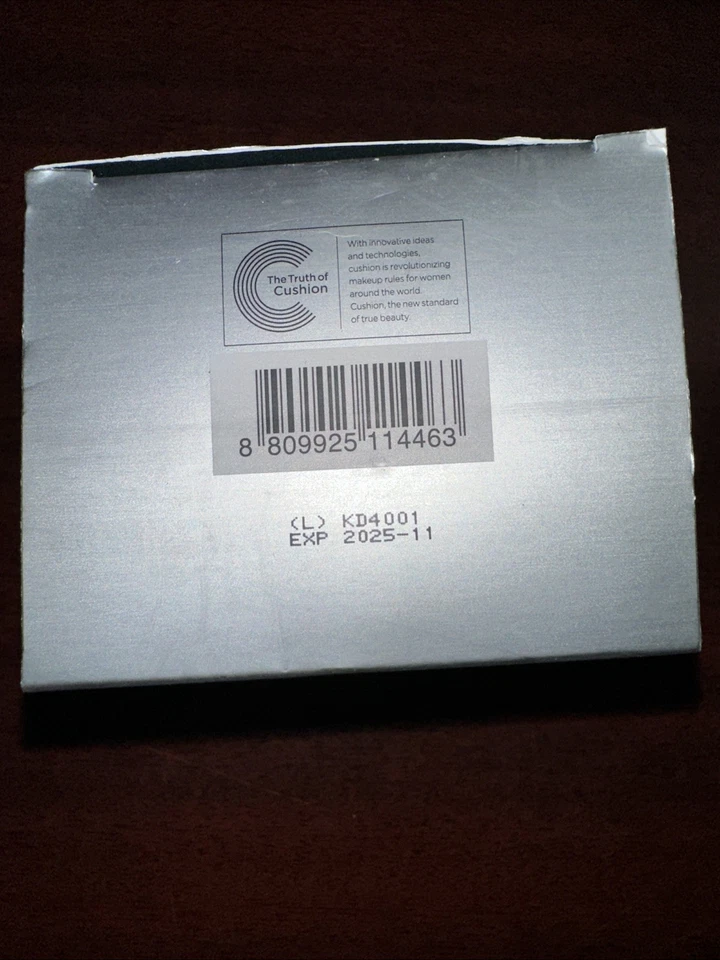 The Truth of
Cushion
With innovative ideas
and technologies,
cushion is revolutionizing
makeup rules for women
around the world.
Cushion, the new standard
of true beauty.
8 809925 114463
(L) KD4001
EXP 2025-11